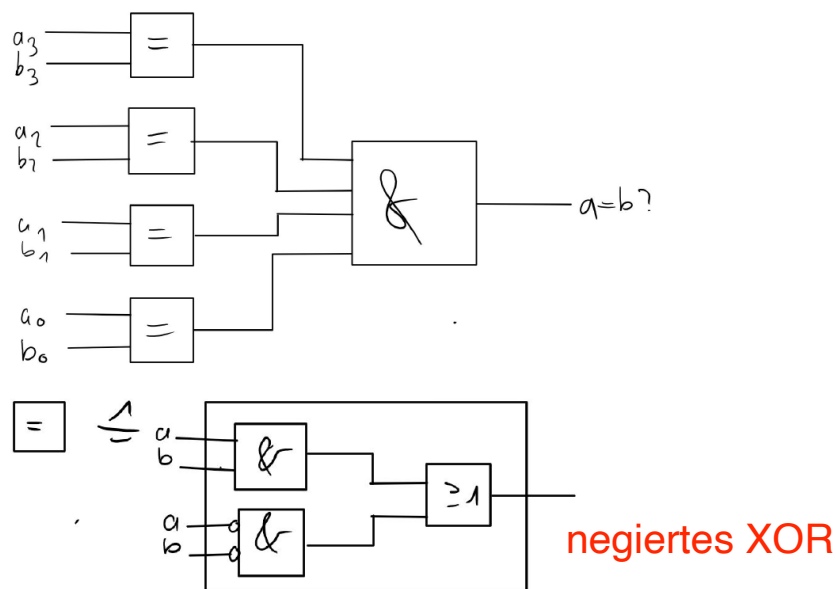 a₃
b₃
=
a₂
b₂
=
a₁
b₁
=
a₀
b₀
=
&
a=b?
= ≙
a
b
&
a
b
&
≥1
negiertes XOR